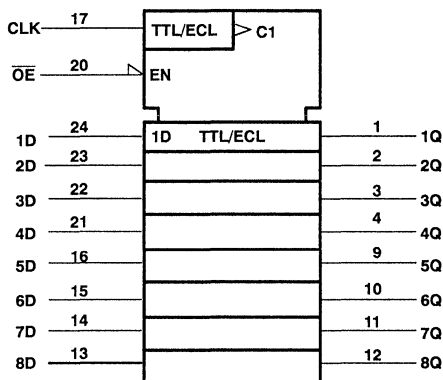 CLK 17 TTL/ECL C1
OE 20 EN
1D 24 1D TTL/ECL 1 1Q
2D 23 2 2Q
3D 22 3 3Q
4D 21 4 4Q
5D 16 9 5Q
6D 15 10 6Q
7D 14 11 7Q
8D 13 12 8Q